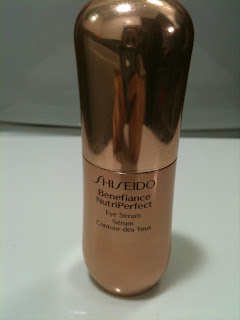 SHISEIDO
Benefiance
NutriPerfect
Eye Serum
Sérum
Contour des Yeux